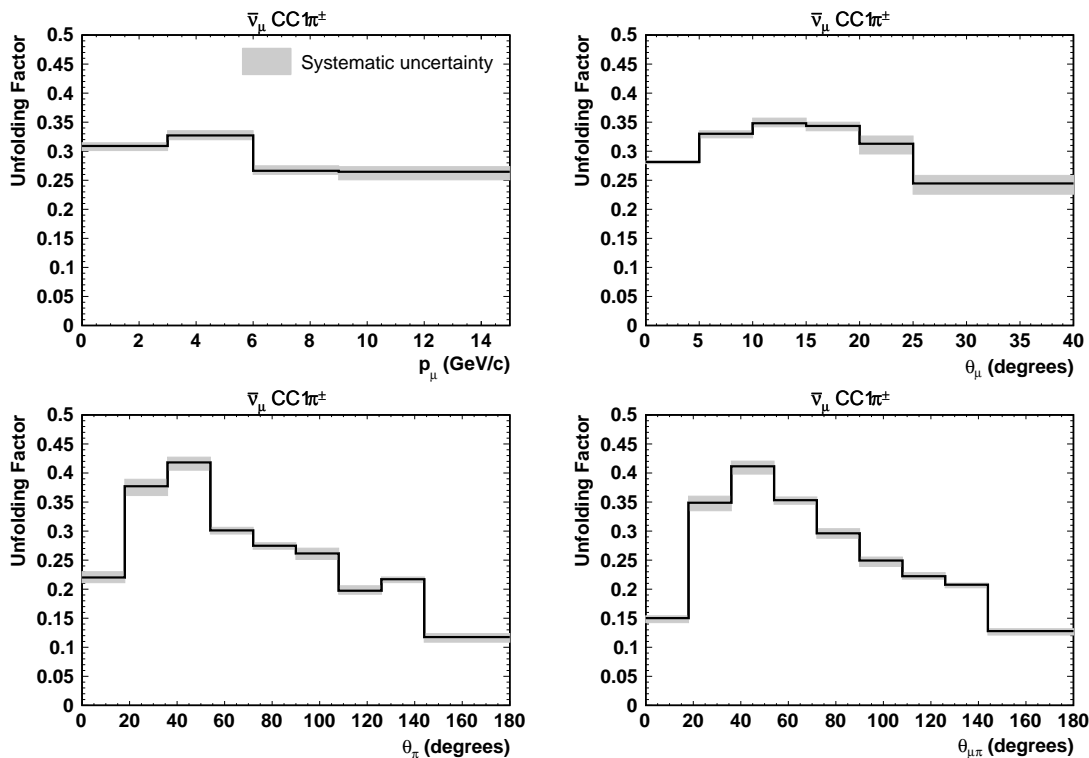 ν̅μ CC1π±
Unfolding Factor
0.5
0.45
0.4
0.35
0.3
0.25
0.2
0.15
0.1
0.05
0
Systematic uncertainty
0 2 4 6 8 10 12 14
pμ (GeV/c)
ν̅μ CC1π±
Unfolding Factor
0.5
0.45
0.4
0.35
0.3
0.25
0.2
0.15
0.1
0.05
0
0 5 10 15 20 25 30 35 40
θμ (degrees)
ν̅μ CC1π±
Unfolding Factor
0.5
0.45
0.4
0.35
0.3
0.25
0.2
0.15
0.1
0.05
0
0 20 40 60 80 100 120 140 160 180
θπ (degrees)
ν̅μ CC1π±
Unfolding Factor
0.5
0.45
0.4
0.35
0.3
0.25
0.2
0.15
0.1
0.05
0
0 20 40 60 80 100 120 140 160 180
θμπ (degrees)